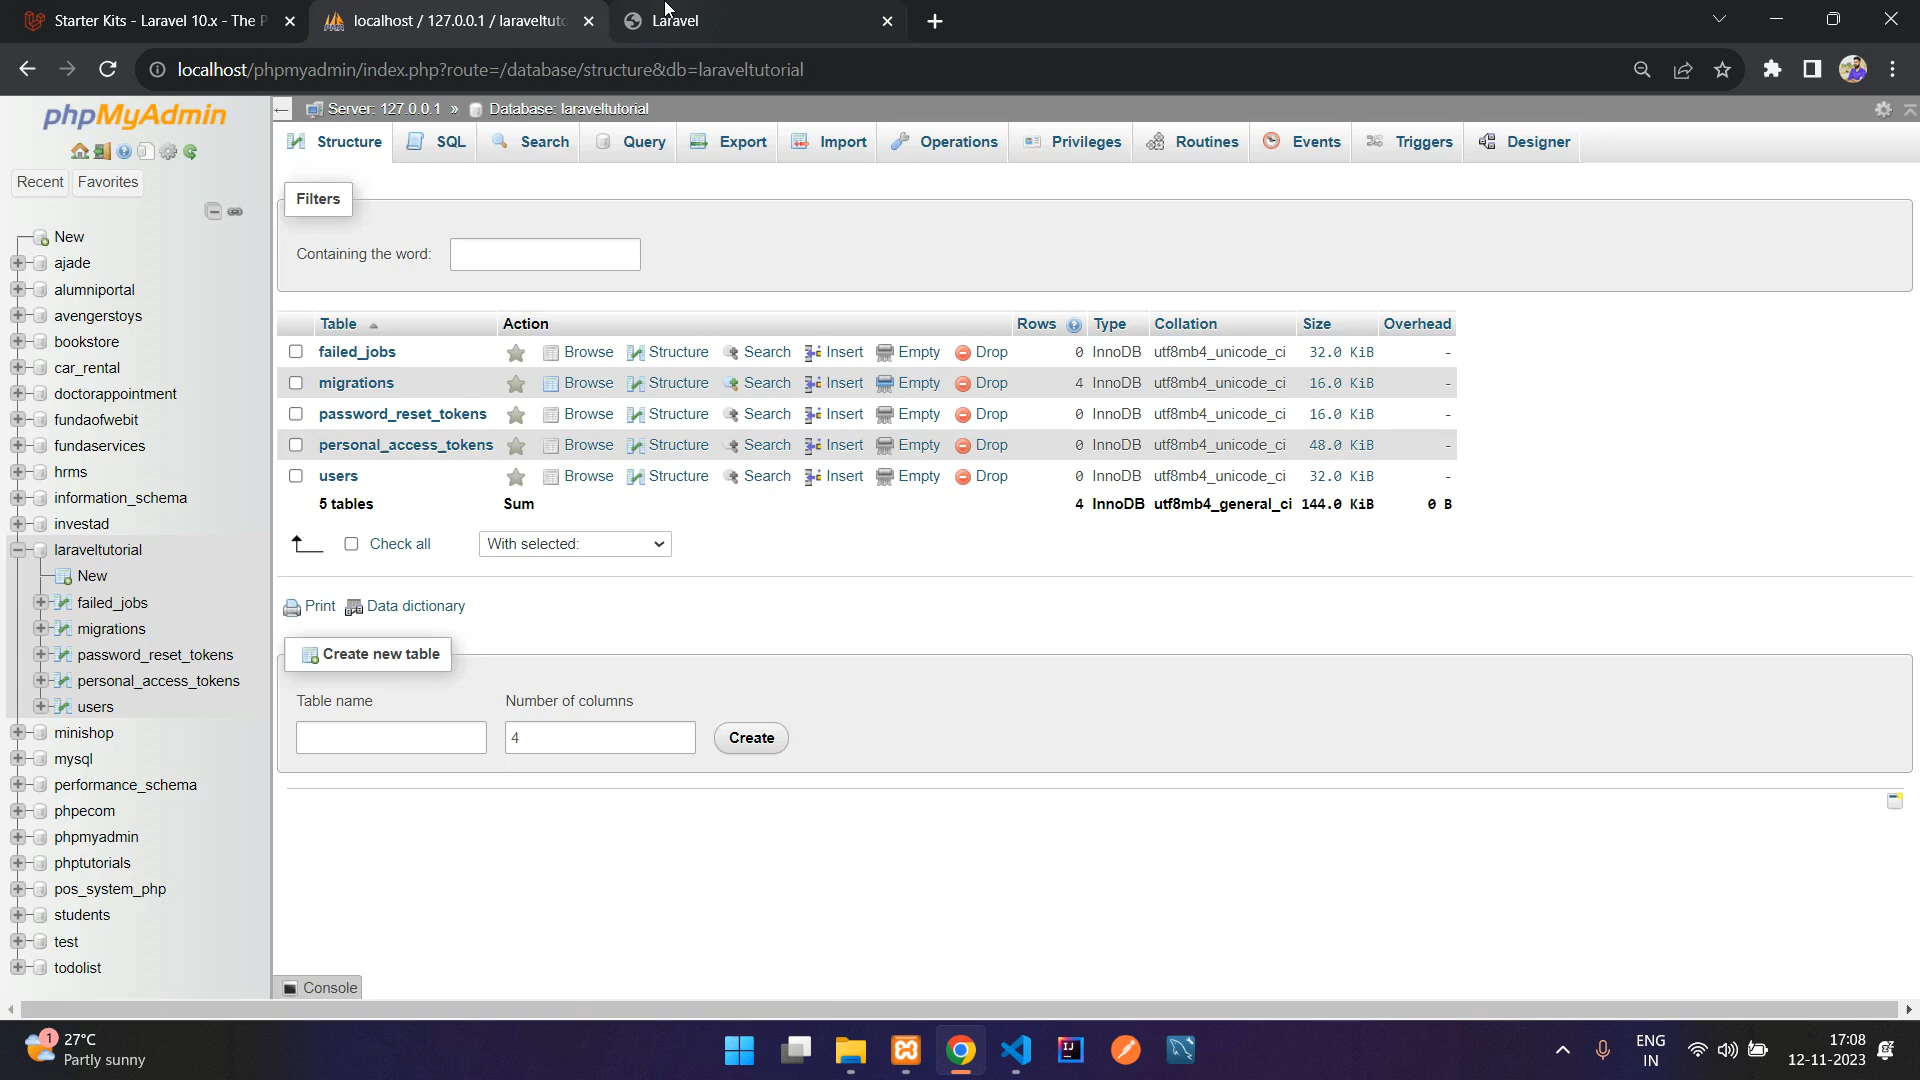 Starter Kits - Laravel 10.x - The P
localhost / 127.0.0.1 / laraveltuto
Laravel
localhost/phpmyadmin/index.php?route=/database/structure&db=laraveltutorial
phpMyAdmin
Recent Favorites
New
ajade
alumniportal
avengerstoys
bookstore
car_rental
doctorappointment
fundaofwebit
fundaservices
hrms
information_schema
investad
laraveltutorial
New
failed_jobs
migrations
password_reset_tokens
personal_access_tokens
users
minishop
mysql
performance_schema
phpecom
phpmyadmin
phptutorials
pos_system_php
students
test
todolist
Server: 127.0.0.1 » Database: laraveltutorial
Structure SQL Search Query Export Import Operations Privileges Routines Events Triggers Designer
Filters
Containing the word:
Table Action Rows Type Collation Size Overhead
failed_jobs Browse Structure Search Insert Empty Drop 0 InnoDB utf8mb4_unicode_ci 32.0 KiB -
migrations Browse Structure Search Insert Empty Drop 4 InnoDB utf8mb4_unicode_ci 16.0 KiB -
password_reset_tokens Browse Structure Search Insert Empty Drop 0 InnoDB utf8mb4_unicode_ci 16.0 KiB -
personal_access_tokens Browse Structure Search Insert Empty Drop 0 InnoDB utf8mb4_unicode_ci 48.0 KiB -
users Browse Structure Search Insert Empty Drop 0 InnoDB utf8mb4_unicode_ci 32.0 KiB -
5 tables Sum 4 InnoDB utf8mb4_general_ci 144.0 KiB 0 B
Check all With selected:
Print Data dictionary
Create new table
Table name Number of columns
4 Create
Console
1 27°C
Partly sunny
ENG
IN
17:08
12-11-2023